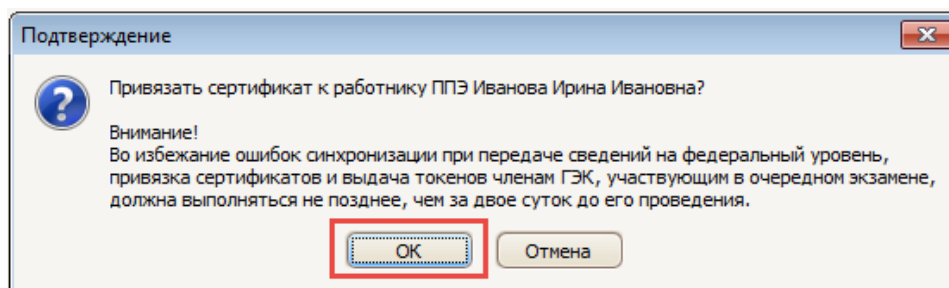 Подтверждение
Привязать сертификат к работнику ППЭ Иванова Ирина Ивановна?
Внимание!
Во избежание ошибок синхронизации при передаче сведений на федеральный уровень,
привязка сертификатов и выдача токенов членам ГЭК, участвующим в очередном экзамене,
должна выполняться не позднее, чем за двое суток до его проведения.
ОК
Отмена